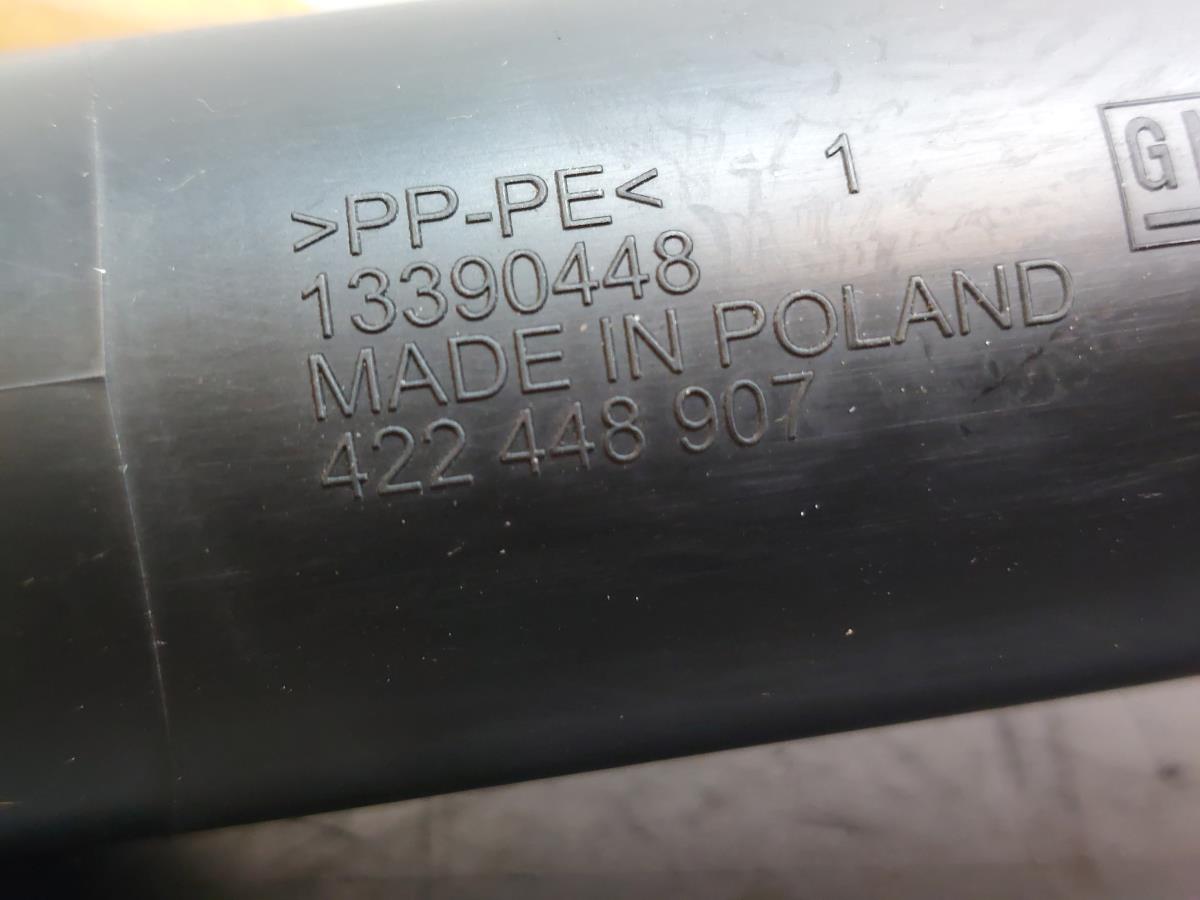 >PP-PE< 1
13390448
MADE IN POLAND
422 448 907